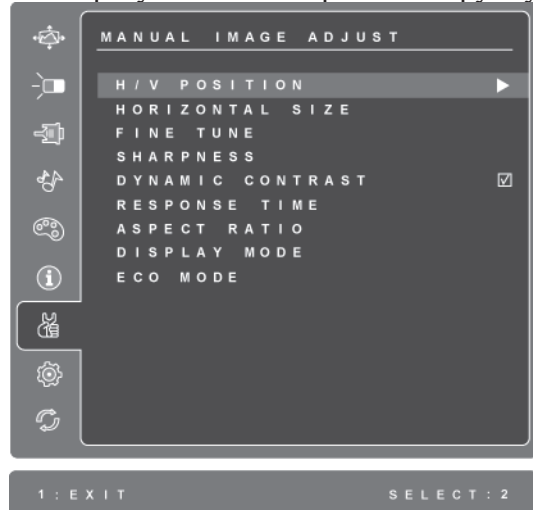 MANUAL IMAGE ADJUST
H/V POSITION
HORIZONTAL SIZE
FINE TUNE
SHARPNESS
DYNAMIC CONTRAST
RESPONSE TIME
ASPECT RATIO
DISPLAY MODE
ECO MODE
1:EXIT SELECT:2